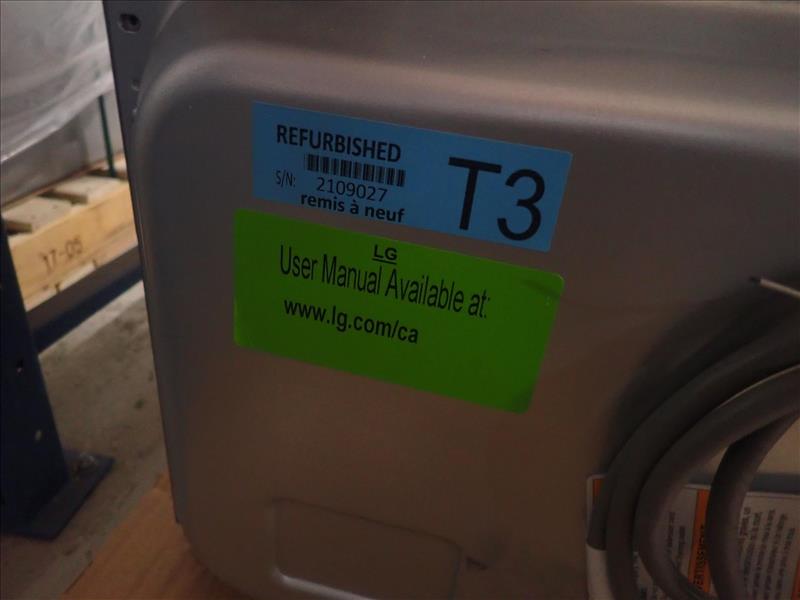 REFURBISHED
S/N: 2109027
remis à neuf
T3
LG
User Manual Available at:
www.lg.com/ca
17-05